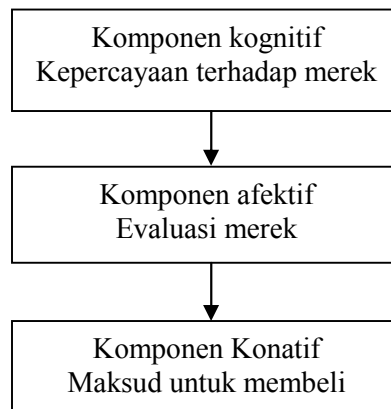 Komponen kognitif
Kepercayaan terhadap merek
Komponen afektif
Evaluasi merek
Komponen Konatif
Maksud untuk membeli